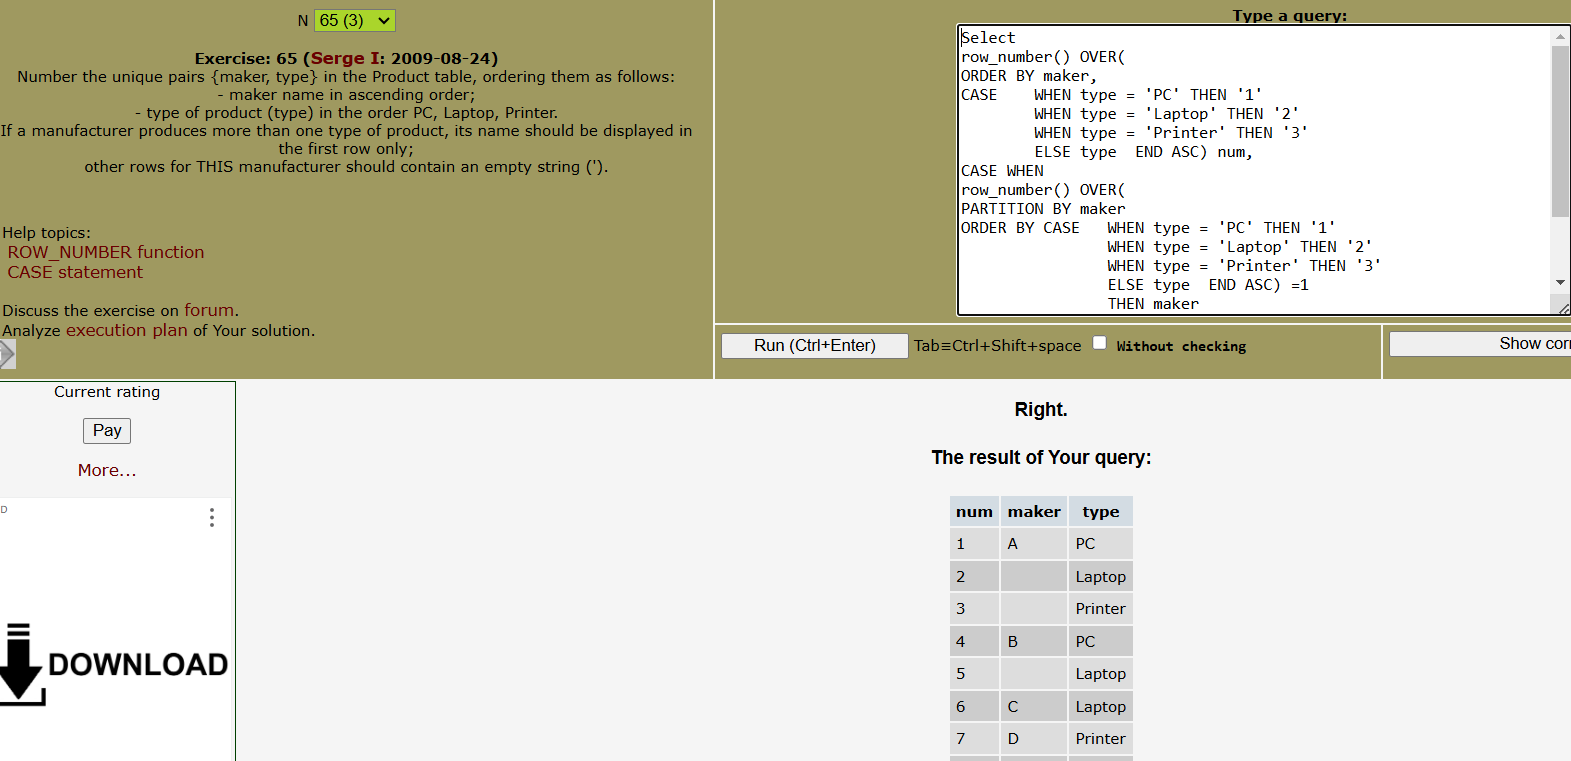 N 65 (3)
Exercise: 65 (Serge I: 2009-08-24)
Number the unique pairs {maker, type} in the Product table, ordering them as follows:
- maker name in ascending order;
- type of product (type) in the order PC, Laptop, Printer.
If a manufacturer produces more than one type of product, its name should be displayed in
the first row only;
other rows for THIS manufacturer should contain an empty string (').
Help topics:
ROW_NUMBER function
CASE statement
Discuss the exercise on forum.
Analyze execution plan of Your solution.
Type a query:
Select
row_number() OVER(
ORDER BY maker,
CASE    WHEN type = 'PC' THEN '1'
        WHEN type = 'Laptop' THEN '2'
        WHEN type = 'Printer' THEN '3'
        ELSE type  END ASC) num,
CASE WHEN
row_number() OVER(
PARTITION BY maker
ORDER BY CASE   WHEN type = 'PC' THEN '1'
                WHEN type = 'Laptop' THEN '2'
                WHEN type = 'Printer' THEN '3'
                ELSE type  END ASC) =1
                THEN maker
Run (Ctrl+Enter) Tab≡Ctrl+Shift+space Without checking
Show corr
Current rating
Pay
More...
D
DOWNLOAD
Right.
The result of Your query:
num maker type
1 A PC
2 Laptop
3 Printer
4 B PC
5 Laptop
6 C Laptop
7 D Printer